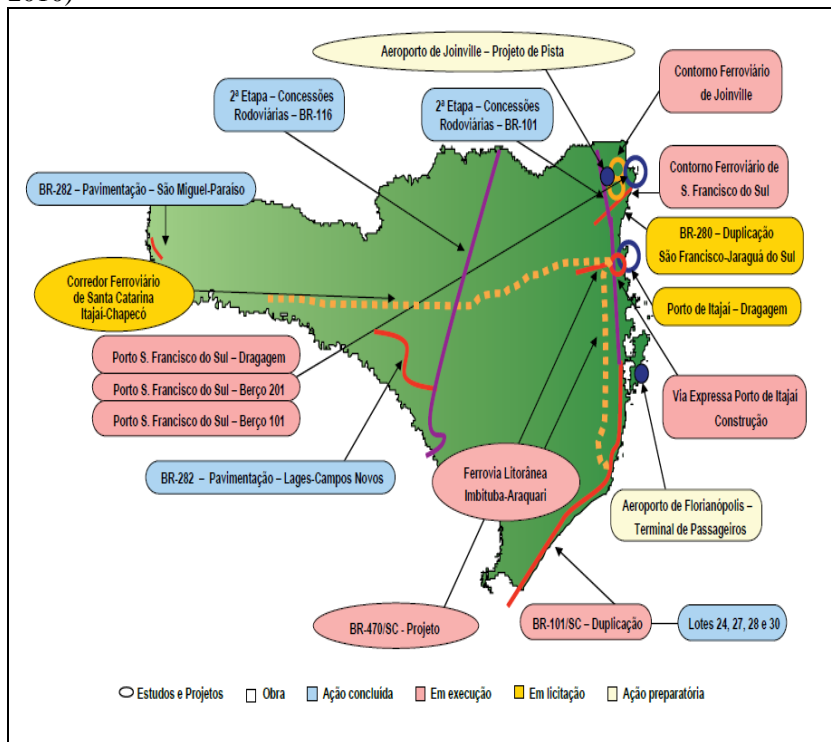 2010)
Aeroporto de Joinville – Projeto de Pista
Contorno Ferroviário
de Joinville
2ª Etapa – Concessões
Rodoviárias – BR-116
2ª Etapa – Concessões
Rodoviárias – BR-101
Contorno Ferroviário de
S. Francisco do Sul
BR-282 – Pavimentação – São Miguel-Paraiso
BR-280 – Duplicação
São Francisco-Jaraguá do Sul
Corredor Ferroviário
de Santa Catarina
Itajaí-Chapecó
Porto de Itajaí – Dragagem
Porto S. Francisco do Sul – Dragagem
Porto S. Francisco do Sul – Berço 201
Porto S. Francisco do Sul – Berço 101
Via Expressa Porto de Itajaí
Construção
BR-282 – Pavimentação – Lages-Campos Novos
Ferrovia Litorânea
Imbituba-Araquari
Aeroporto de Florianópolis –
Terminal de Passageiros
BR-470/SC - Projeto
BR-101/SC – Duplicação
Lotes 24, 27, 28 e 30
Estudos e Projetos
Obra
Ação concluída
Em execução
Em licitação
Ação preparatória